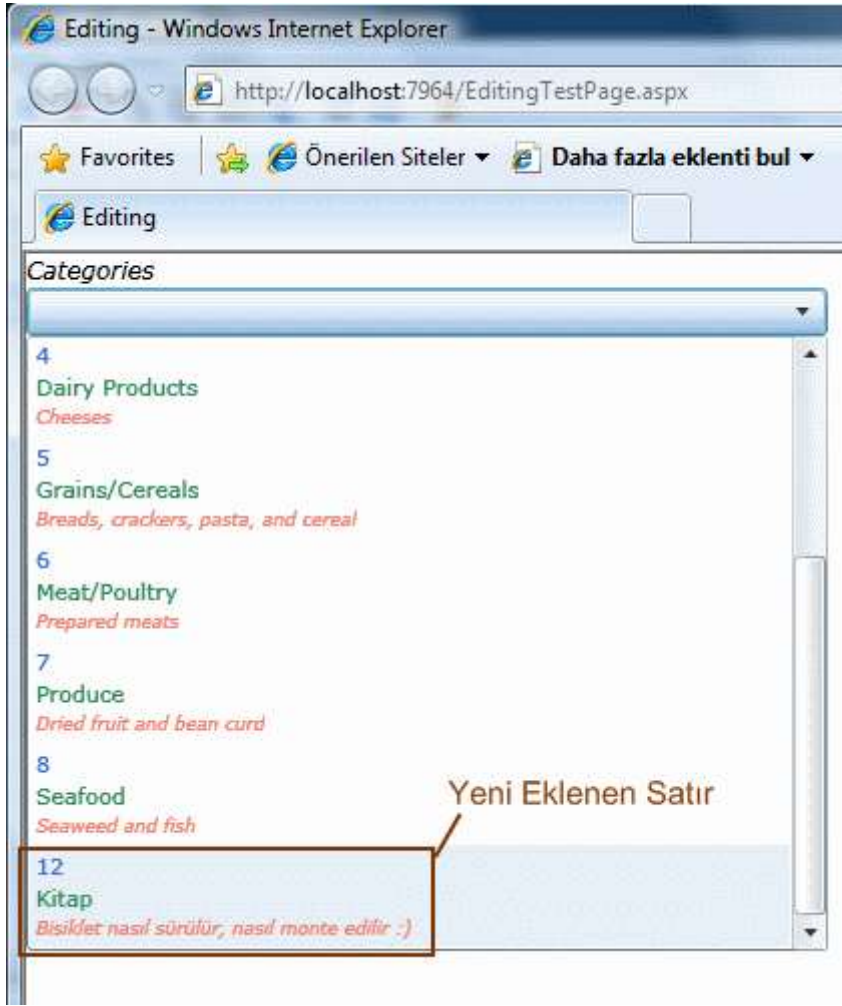 Editing - Windows Internet Explorer
http://localhost:7964/EditingTestPage.aspx
Favorites Önerilen Siteler Daha fazla eklenti bul
Editing
Categories
4
Dairy Products
Cheeses
5
Grains/Cereals
Breads, crackers, pasta, and cereal
6
Meat/Poultry
Prepared meats
7
Produce
Dried fruit and bean curd
8
Seafood
Seaweed and fish
Yeni Eklenen Satır
12
Kitap
Bisiklet nasıl sürülür, nasıl monte edilir :)